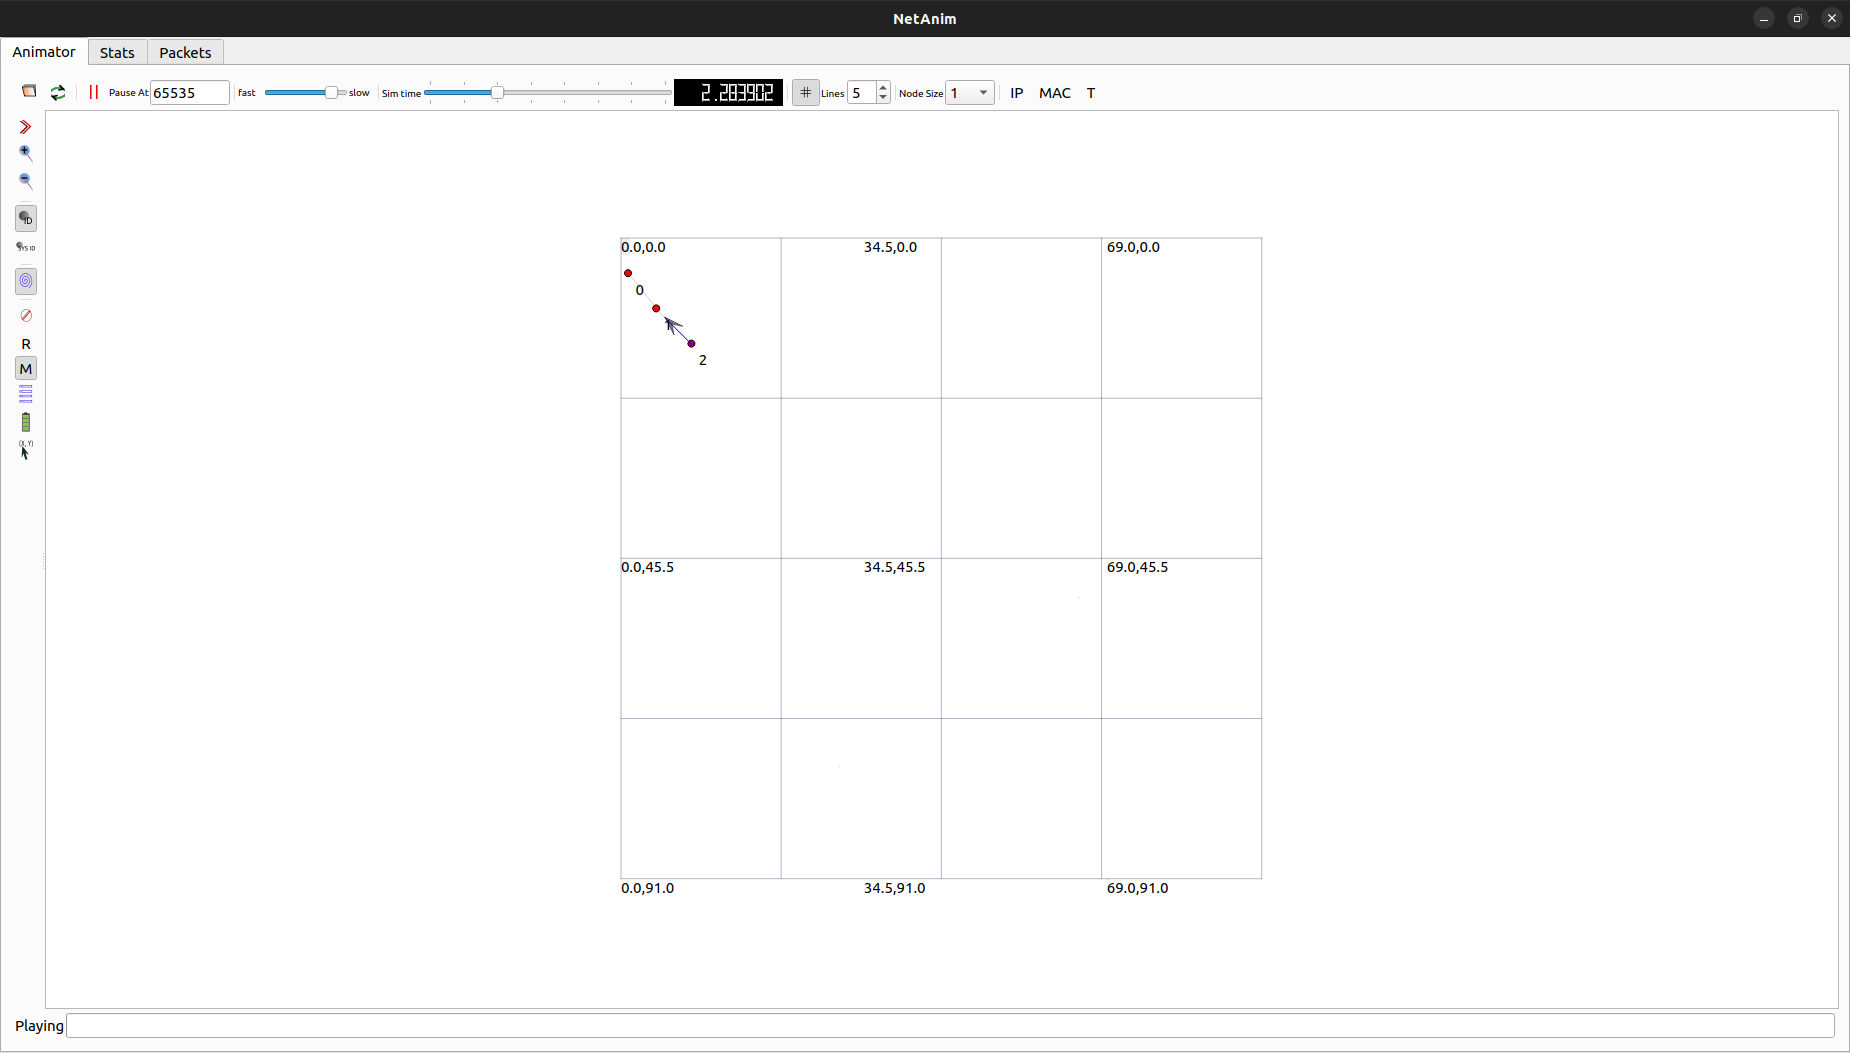 NetAnim
Animator Stats Packets
Pause At 65535 fast slow Sim time 2.283902 # Lines 5 Node Size 1 IP MAC T
ID
SYS ID
R
M
(X, Y)
0.0,0.0 34.5,0.0 69.0,0.0
0
2
0.0,45.5 34.5,45.5 69.0,45.5
0.0,91.0 34.5,91.0 69.0,91.0
Playing